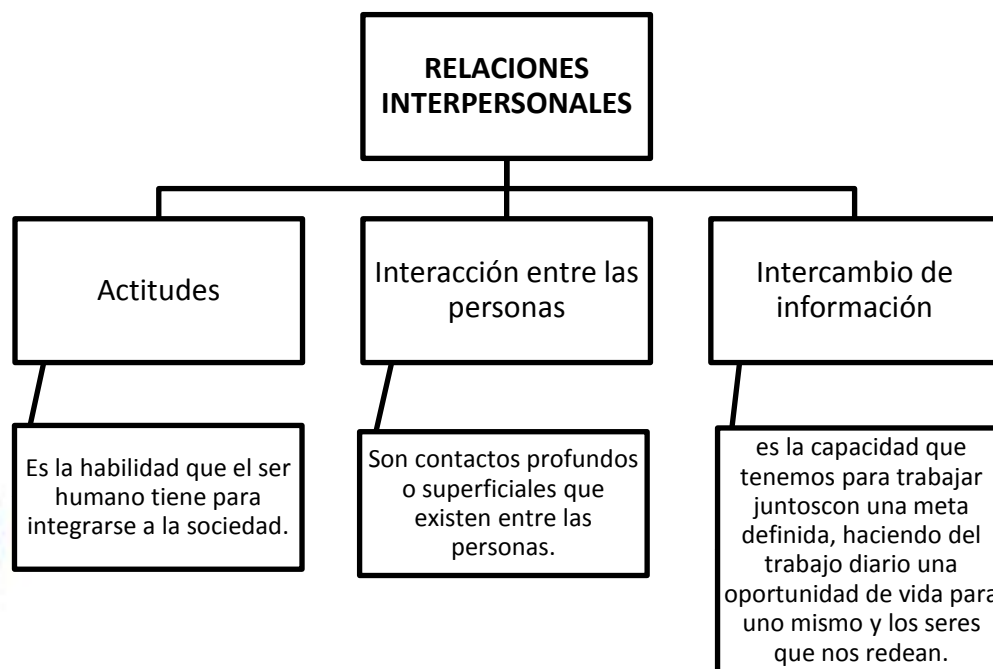 RELACIONES
INTERPERSONALES
Actitudes
Interacción entre las
personas
Intercambio de
información
Es la habilidad que el ser
humano tiene para
integrarse a la sociedad.
Son contactos profundos
o superficiales que
existen entre las
personas.
es la capacidad que
tenemos para trabajar
juntoscon una meta
definida, haciendo del
trabajo diario una
oportunidad de vida para
uno mismo y los seres
que nos redean.